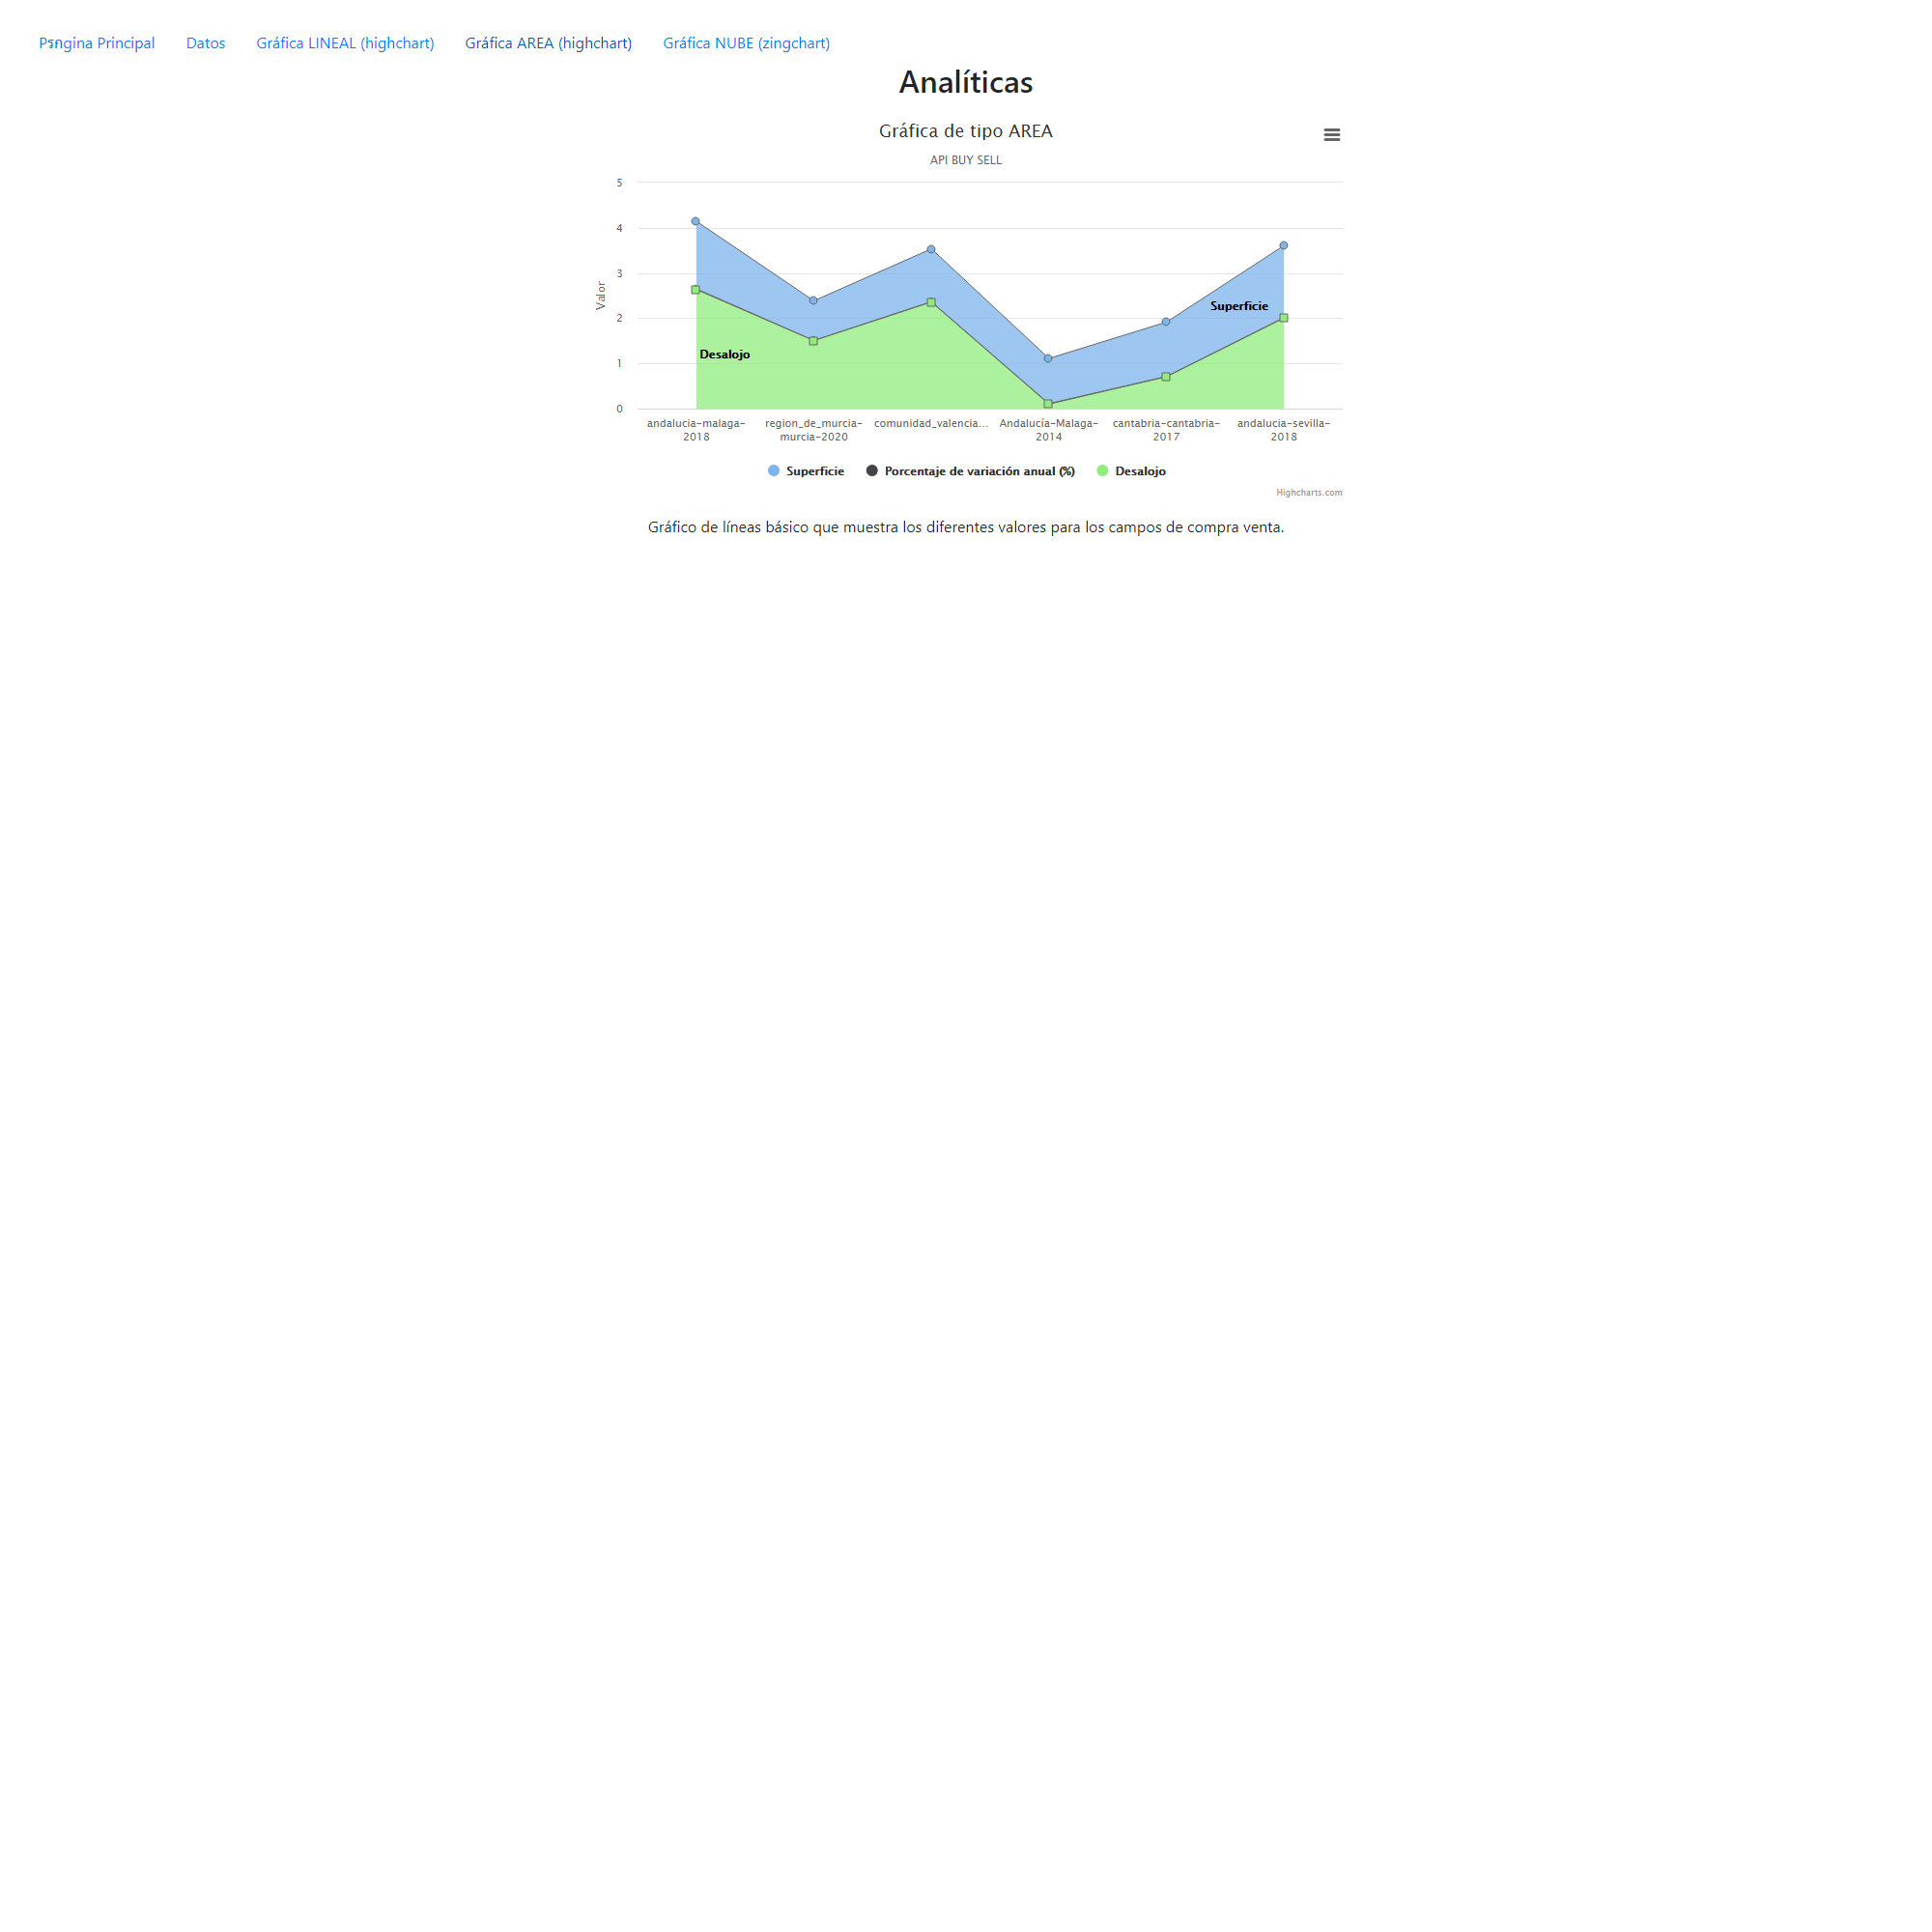 Pรกgina Principal Datos Gráfica LINEAL (highchart) Gráfica AREA (highchart) Gráfica NUBE (zingchart)
Analíticas
Gráfica de tipo AREA
API BUY SELL
Valor
5
4
3
2
1
0
Superficie
Desalojo
andalucia-malaga-2018
region_de_murcia-murcia-2020
comunidad_valencia…
Andalucía-Malaga-2014
cantabria-cantabria-2017
andalucia-sevilla-2018
Superficie Porcentaje de variación anual (%) Desalojo
Highcharts.com
Gráfico de líneas básico que muestra los diferentes valores para los campos de compra venta.